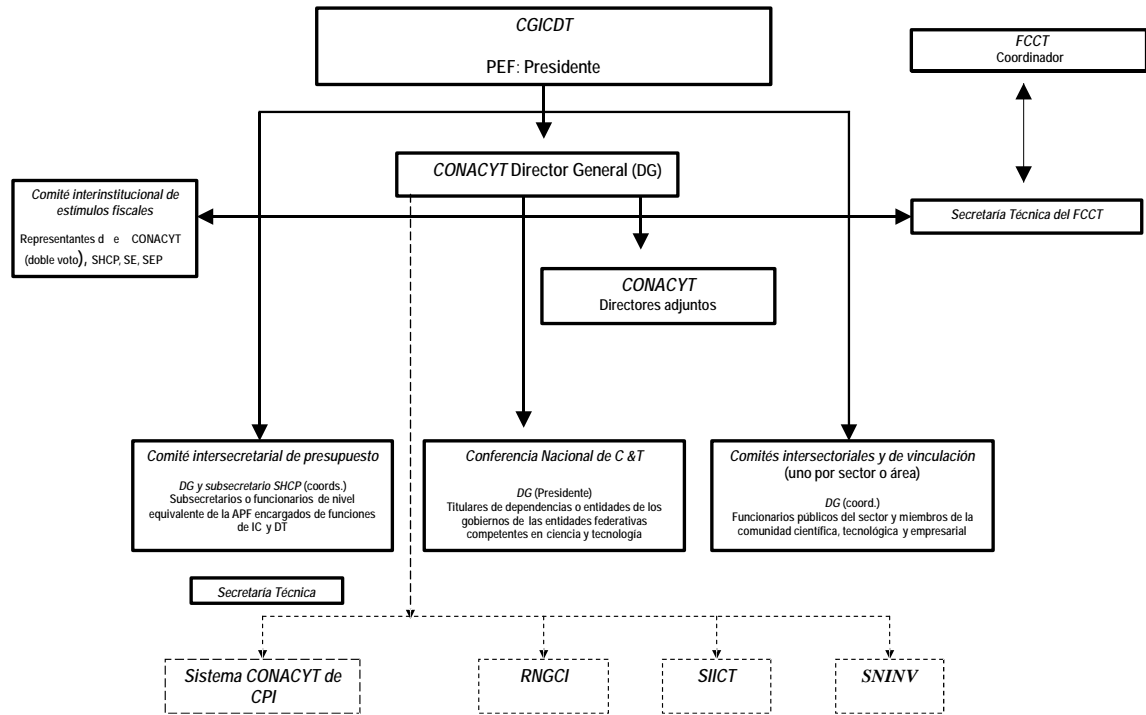 CGICDT
PEF: Presidente
FCCT
Coordinador
CONACYT Director General (DG)
Comité interinstitucional de
estímulos fiscales
Representantes d e CONACYT
(doble voto), SHCP, SE, SEP
Secretaría Técnica del FCCT
CONACYT
Directores adjuntos
Comité intersecretarial de presupuesto
DG y subsecretario SHCP (coords.)
Subsecretarios o funcionarios de nivel
equivalente de la APF encargados de funciones
de IC y DT
Conferencia Nacional de C &T
DG (Presidente)
Titulares de dependencias o entidades de los
gobiernos de las entidades federativas
competentes en ciencia y tecnología
Comités intersectoriales y de vinculación
(uno por sector o área)
DG (coord.)
Funcionarios públicos del sector y miembros de la
comunidad científica, tecnológica y empresarial
Secretaría Técnica
Sistema CONACYT de
CPI
RNGCI
SIICT
SNINV